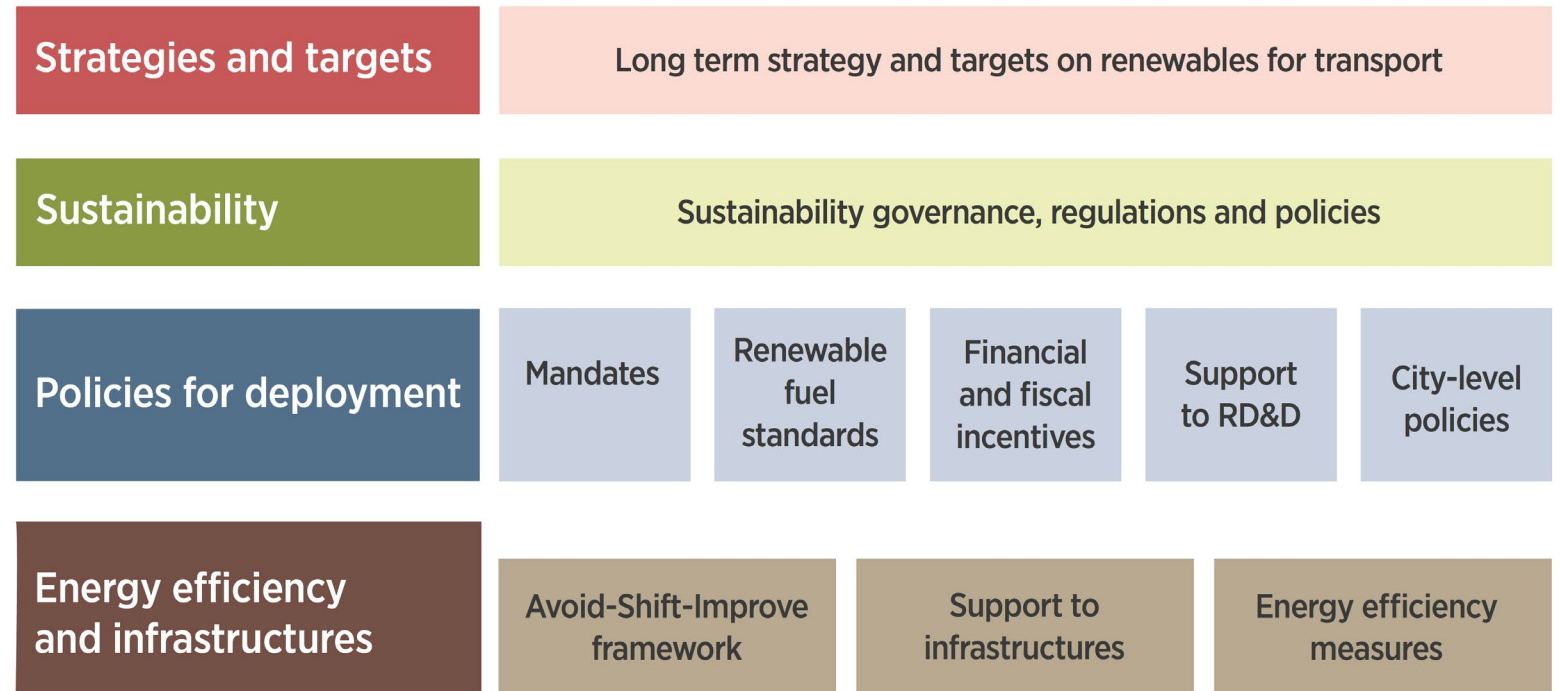 Strategies and targets
Long term strategy and targets on renewables for transport
Sustainability
Sustainability governance, regulations and policies
Policies for deployment
Mandates
Renewable
fuel
standards
Financial
and fiscal
incentives
Support
to RD&D
City-level
policies
Energy efficiency
and infrastructures
Avoid-Shift-Improve
framework
Support to
infrastructures
Energy efficiency
measures